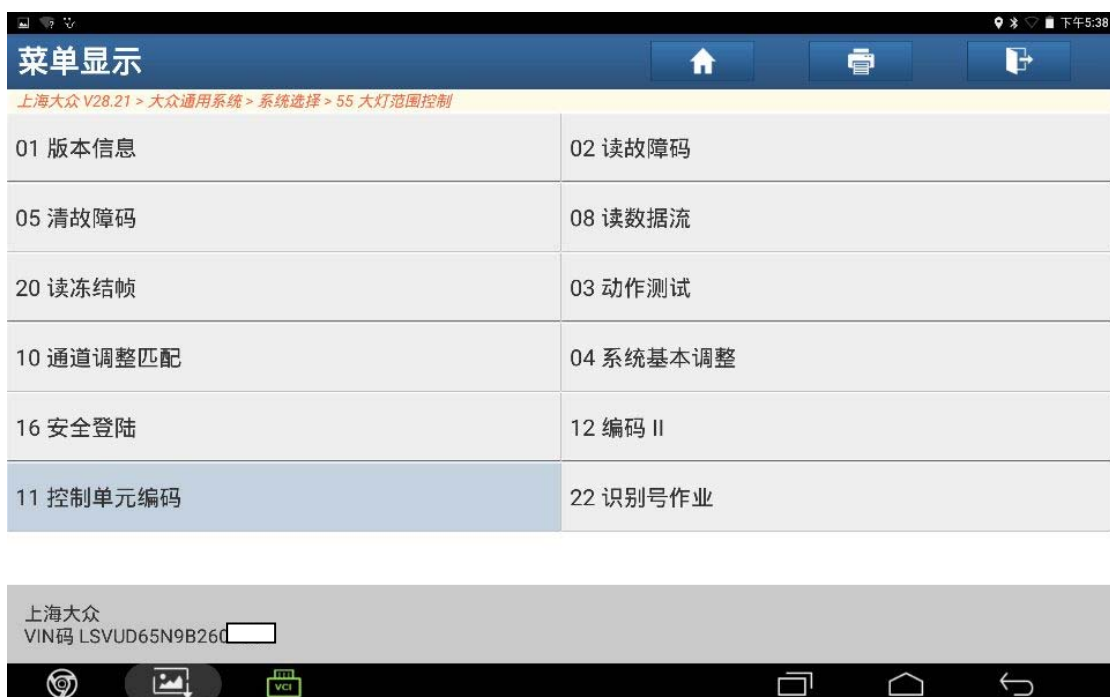 下午5:38
菜单显示
上海大众 V28.21 > 大众通用系统 > 系统选择 > 55 大灯范围控制
01 版本信息
02 读故障码
05 清故障码
08 读数据流
20 读冻结帧
03 动作测试
10 通道调整匹配
04 系统基本调整
16 安全登陆
12 编码 II
11 控制单元编码
22 识别号作业
上海大众
VIN码 LSVUD65N9B260
VCI